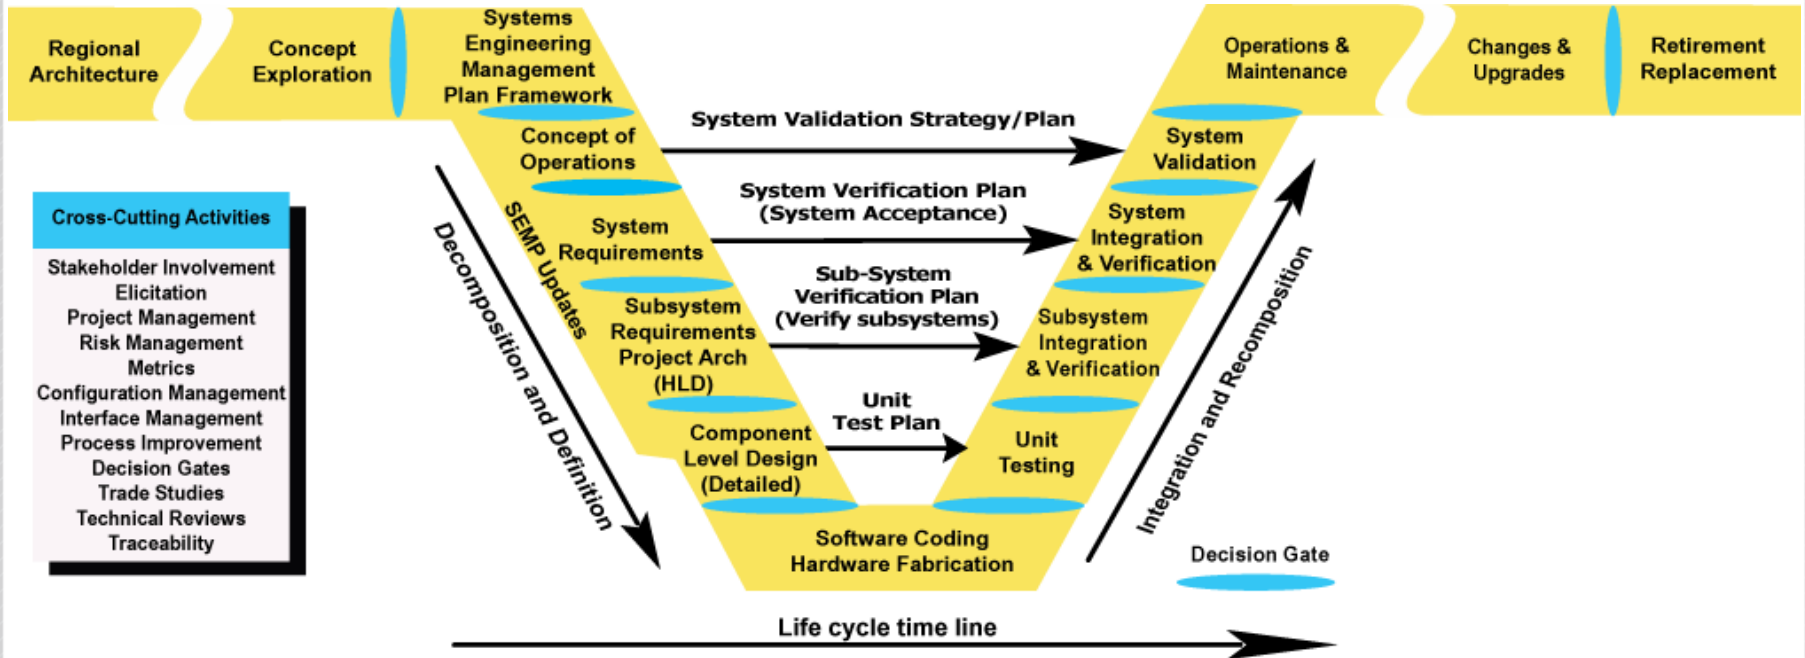 Regional
Architecture
Concept
Exploration
Systems
Engineering
Management
Plan Framework
Concept of
Operations
System
Requirements
Subsystem
Requirements
Project Arch
(HLD)
Component
Level Design
(Detailed)
SEMP Updates
Decomposition and Definition
Software Coding
Hardware Fabrication
System Validation Strategy/Plan
System Verification Plan
(System Acceptance)
Sub-System
Verification Plan
(Verify subsystems)
Unit
Test Plan
Unit
Testing
Subsystem
Integration
& Verification
System
Integration
& Verification
System
Validation
Operations &
Maintenance
Changes &
Upgrades
Retirement
Replacement
Integration and Recomposition
Decision Gate
Life cycle time line
Cross-Cutting Activities
Stakeholder Involvement
Elicitation
Project Management
Risk Management
Metrics
Configuration Management
Interface Management
Process Improvement
Decision Gates
Trade Studies
Technical Reviews
Traceability